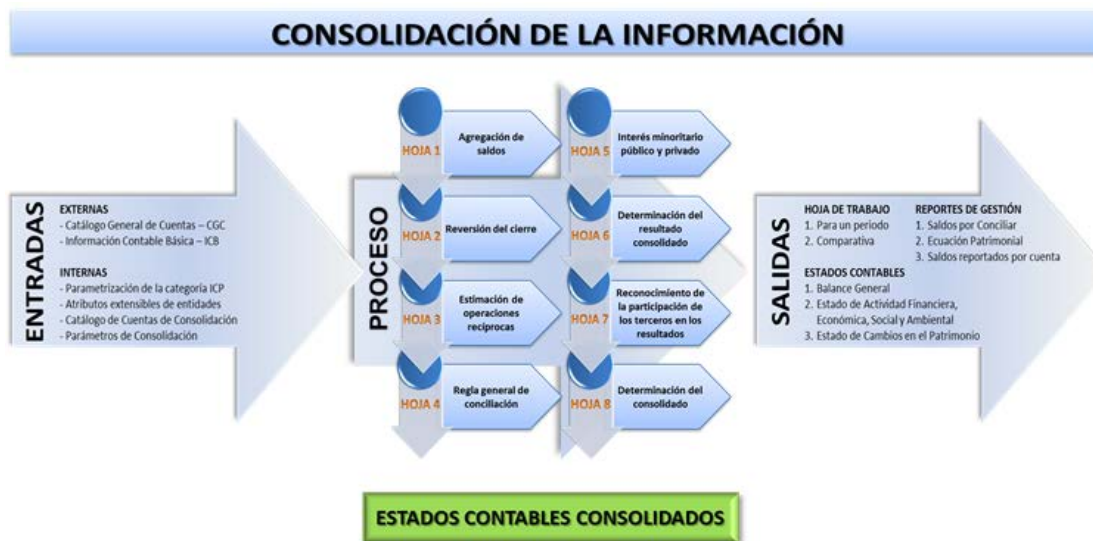 CONSOLIDACIÓN DE LA INFORMACIÓN
ENTRADAS
EXTERNAS
- Catálogo General de Cuentas – CGC
- Información Contable Básica – ICB
INTERNAS
- Parametrización de la categoría ICP
- Atributos extensibles de entidades
- Catálogo de Cuentas de Consolidación
- Parámetros de Consolidación
PROCESO
HOJA 1
Agregación de
saldos
HOJA 2
Reversión del cierre
HOJA 3
Estimación de
operaciones
reciprocas
HOJA 4
Regla general de
conciliación
HOJA 5
Interés minoritario
público y privado
HOJA 6
Determinación del
resultado
consolidado
HOJA 7
Reconocimiento de
la participación de
los terceros en los
resultados
HOJA 8
Determinación del
consolidado
SALIDAS
HOJA DE TRABAJO
1. Para un periodo
2. Comparativa
REPORTES DE GESTIÓN
1. Saldos por Conciliar
2. Ecuación Patrimonial
3. Saldos reportados por cuenta
ESTADOS CONTABLES
1. Balance General
2. Estado de Actividad Financiera,
Económica, Social y Ambiental
3. Estado de Cambios en el Patrimonio
ESTADOS CONTABLES CONSOLIDADOS